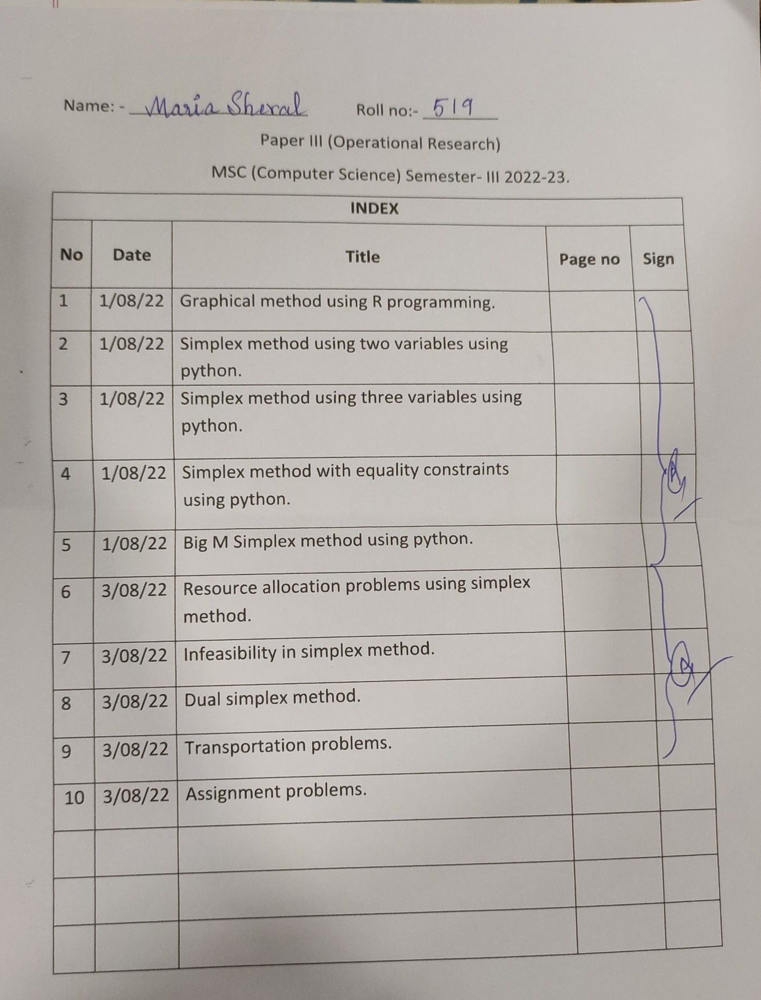 Name: - Maria Sheral Roll no:- 519
Paper III (Operational Research)
MSC (Computer Science) Semester- III 2022-23.
INDEX
No Date Title Page no Sign
1 1/08/22 Graphical method using R programming.
2 1/08/22 Simplex method using two variables using
python.
3 1/08/22 Simplex method using three variables using
python.
4 1/08/22 Simplex method with equality constraints
using python.
5 1/08/22 Big M Simplex method using python.
6 3/08/22 Resource allocation problems using simplex
method.
7 3/08/22 Infeasibility in simplex method.
8 3/08/22 Dual simplex method.
9 3/08/22 Transportation problems.
10 3/08/22 Assignment problems.